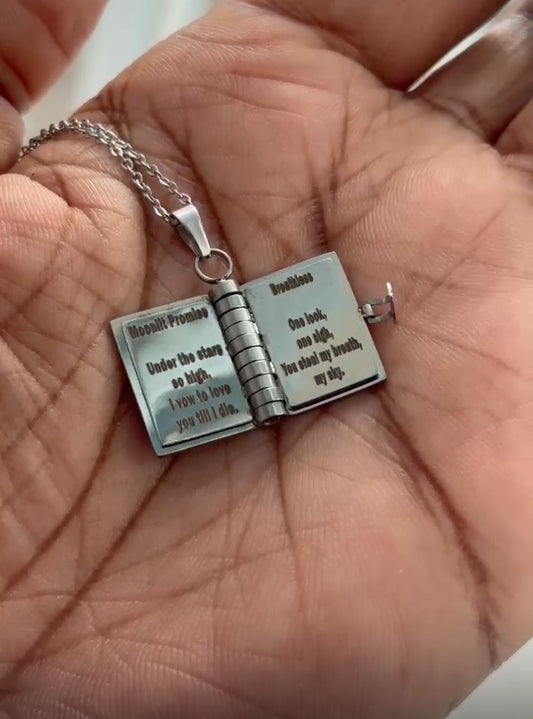 Moonlit Promise
Under the stars
so high,
I vow to love
you till I die.
Breathless
One look,
one sigh,
You steal my breath,
my sky.